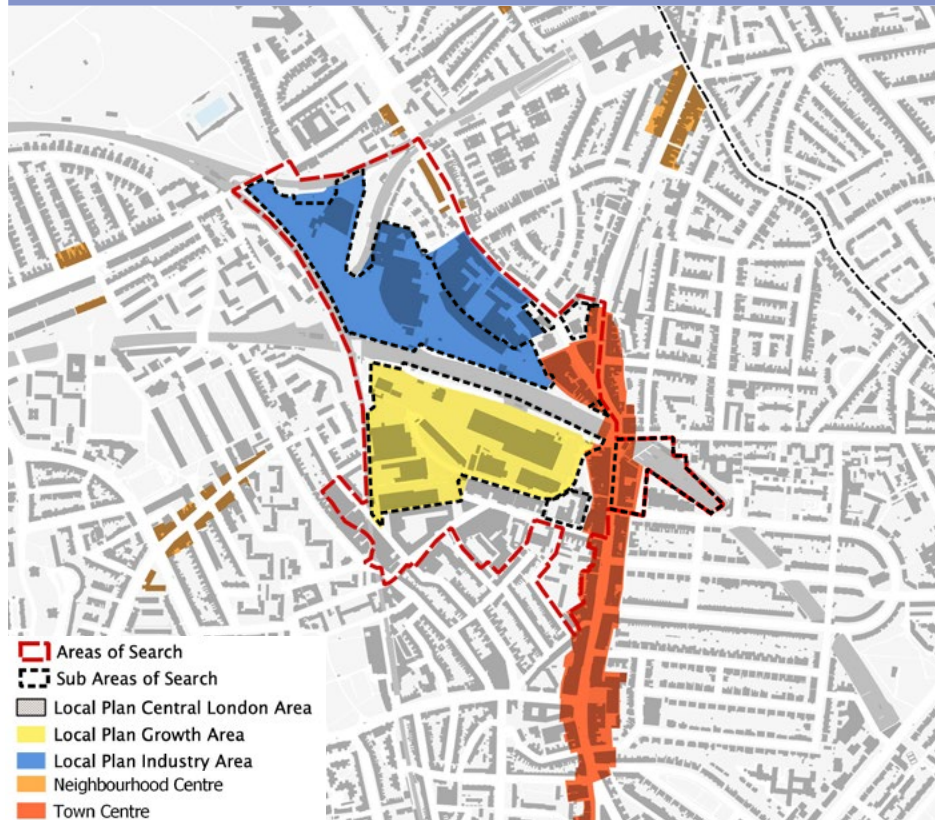 Areas of Search
Sub Areas of Search
Local Plan Central London Area
Local Plan Growth Area
Local Plan Industry Area
Neighbourhood Centre
Town Centre